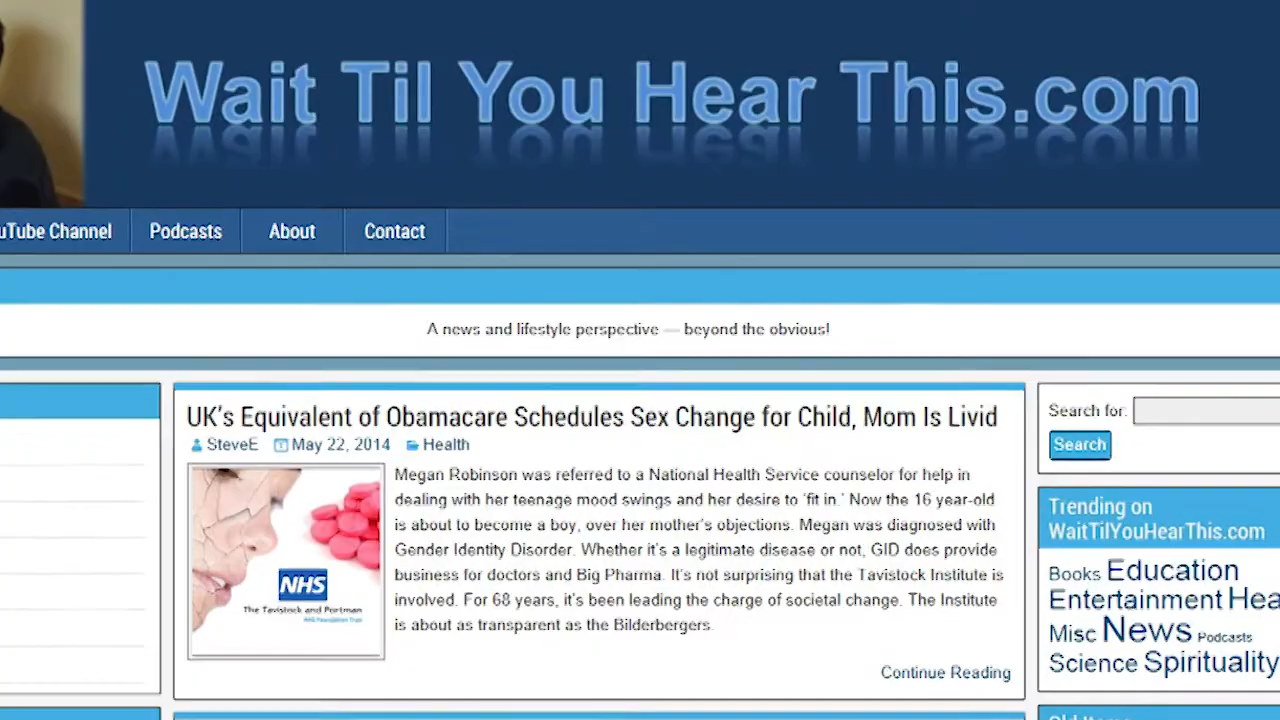 Wait Til You Hear This.com
uTube Channel Podcasts About Contact
A news and lifestyle perspective — beyond the obvious!
UK's Equivalent of Obamacare Schedules Sex Change for Child, Mom Is Livid
SteveE May 22, 2014 Health
Megan Robinson was referred to a National Health Service counselor for help in
dealing with her teenage mood swings and her desire to 'fit in.' Now the 16 year-old
is about to become a boy, over her mother's objections. Megan was diagnosed with
Gender Identity Disorder. Whether it's a legitimate disease or not, GID does provide
business for doctors and Big Pharma. It's not surprising that the Tavistock Institute is
involved. For 68 years, it's been leading the charge of societal change. The Institute
is about as transparent as the Bilderbergers.
NHS
The Tavistock and Portman
NHS Foundation Trust
Continue Reading
Search for:
Search
Trending on
WaitTilYouHearThis.com
Books Education
Entertainment Hea
Misc News Podcasts
Science Spirituality